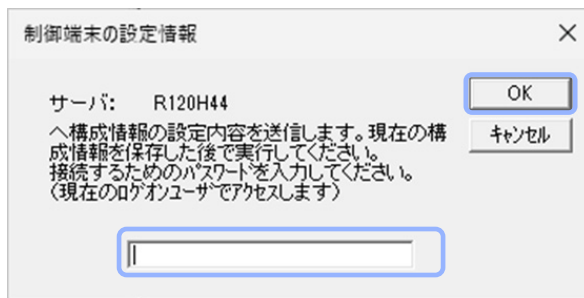 制御端末の設定情報
サーバ: R120H44
OK
へ構成情報の設定内容を送信します。現在の構
キャンセル
成情報を保存した後で実行してください。
接続するためのパスワードを入力してください。
(現在のログオンユーザでアクセスします)